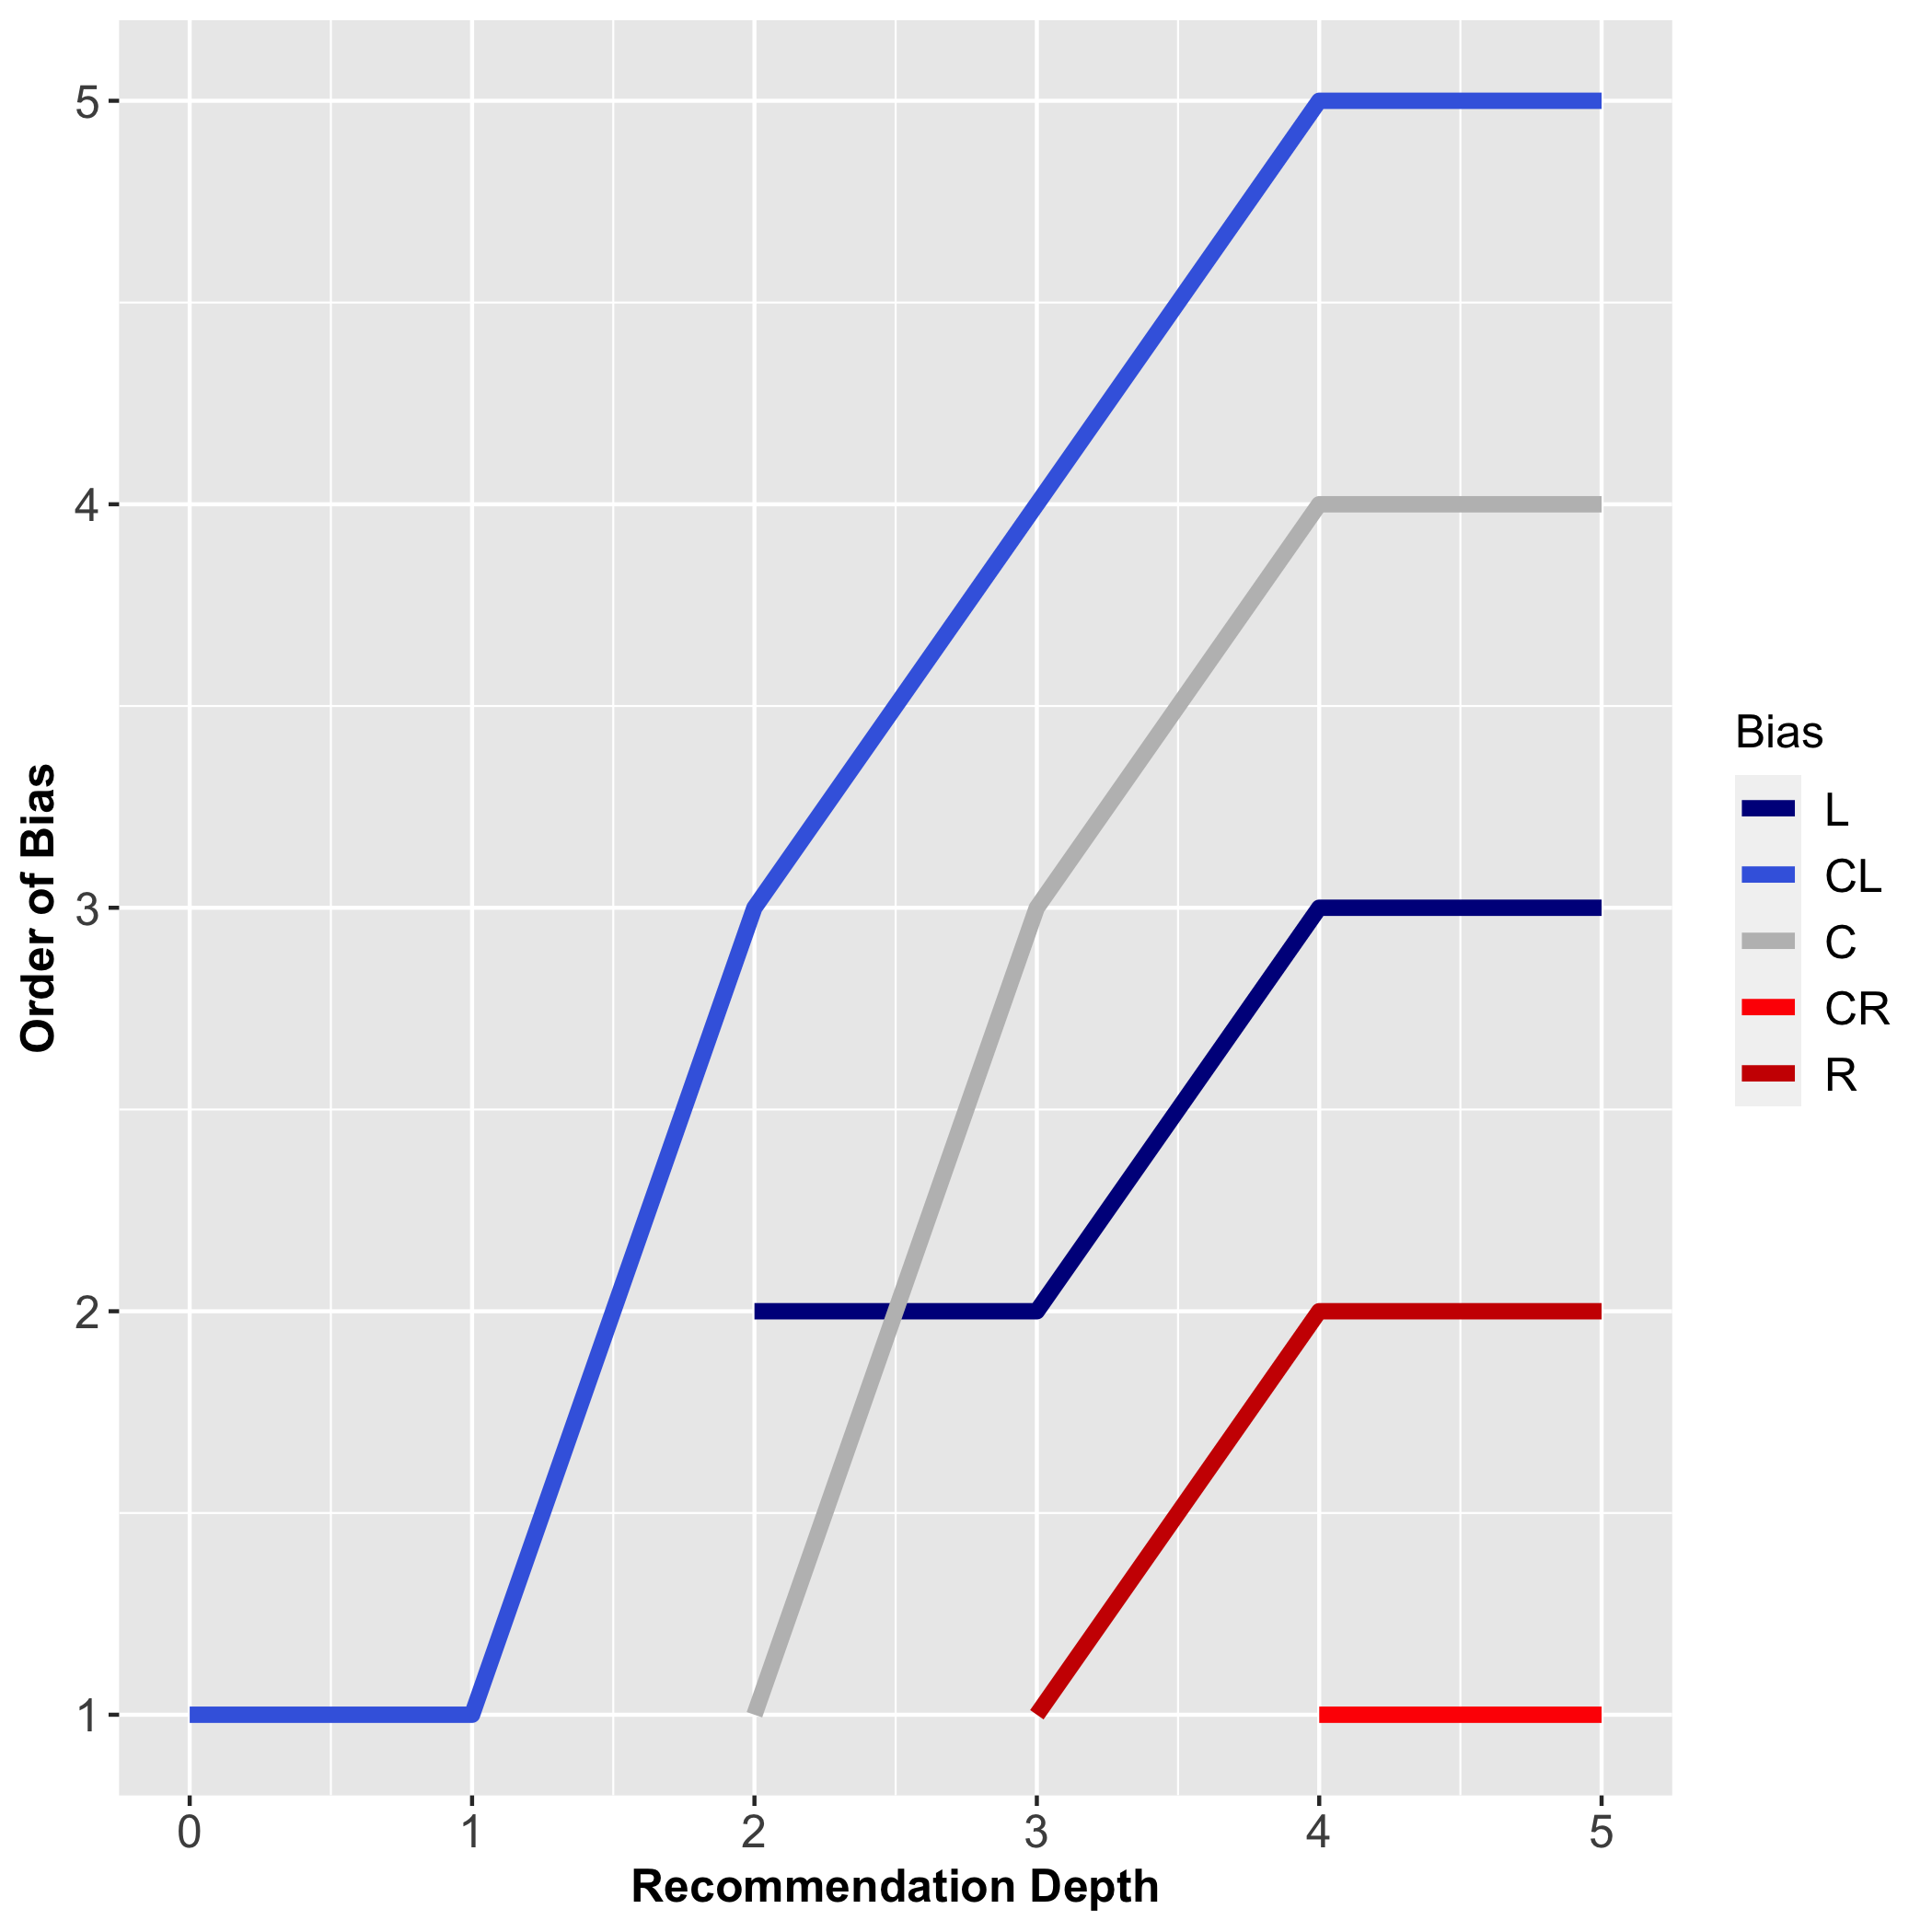 5
4
3
2
1
Order of Bias
0 1 2 3 4 5
Recommendation Depth
Bias
L
CL
C
CR
R